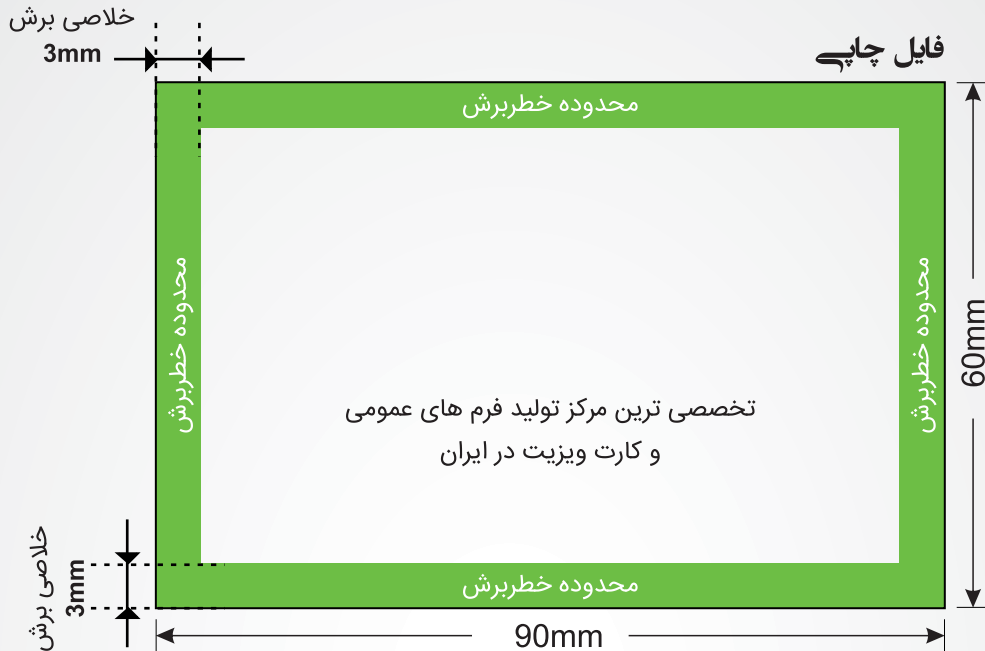 خلاصی برش
3mm
فایل چاپی
محدوده خطربرش
محدوده خطربرش
محدوده خطربرش
60mm
تخصصی ترین مرکز تولید فرم های عمومی
و کارت ویزیت در ایران
خلاصی برش
3mm
محدوده خطربرش
90mm